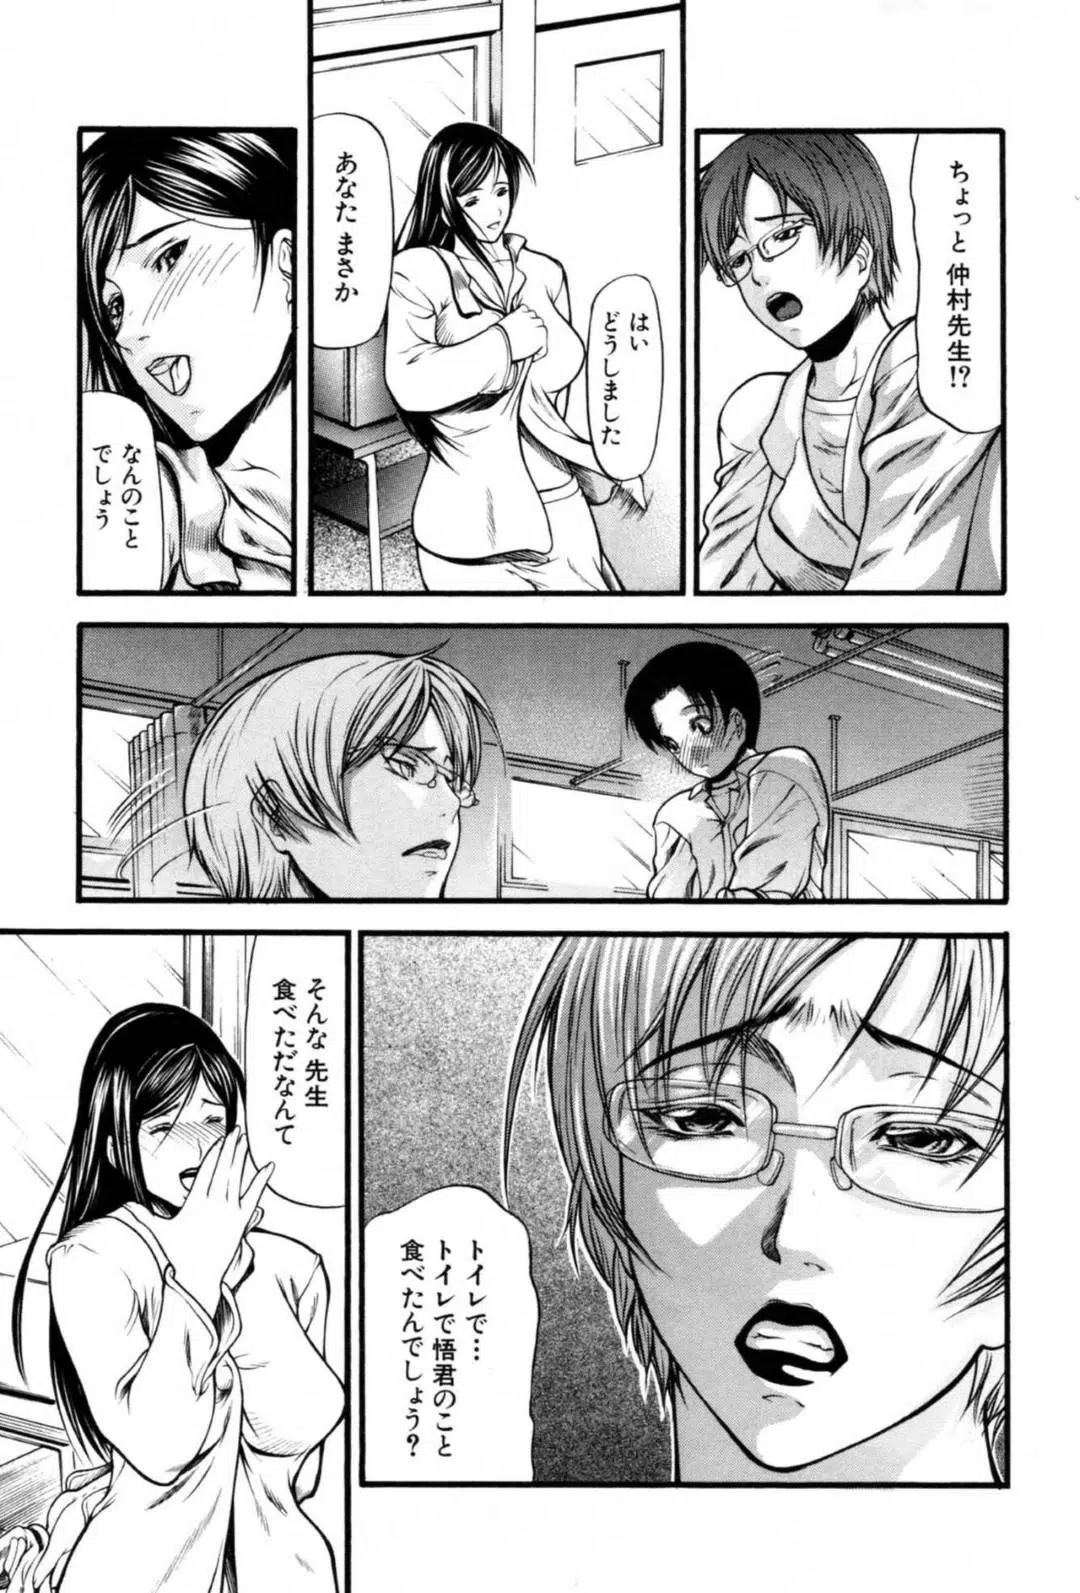 ちょっと 仲村先生!?
はい
どうしました
あなた まさか
なんのこと
でしょう
トイレで…
トイレで悟君のこと
食べたんでしょう?
そんな 先生
食べただなんて